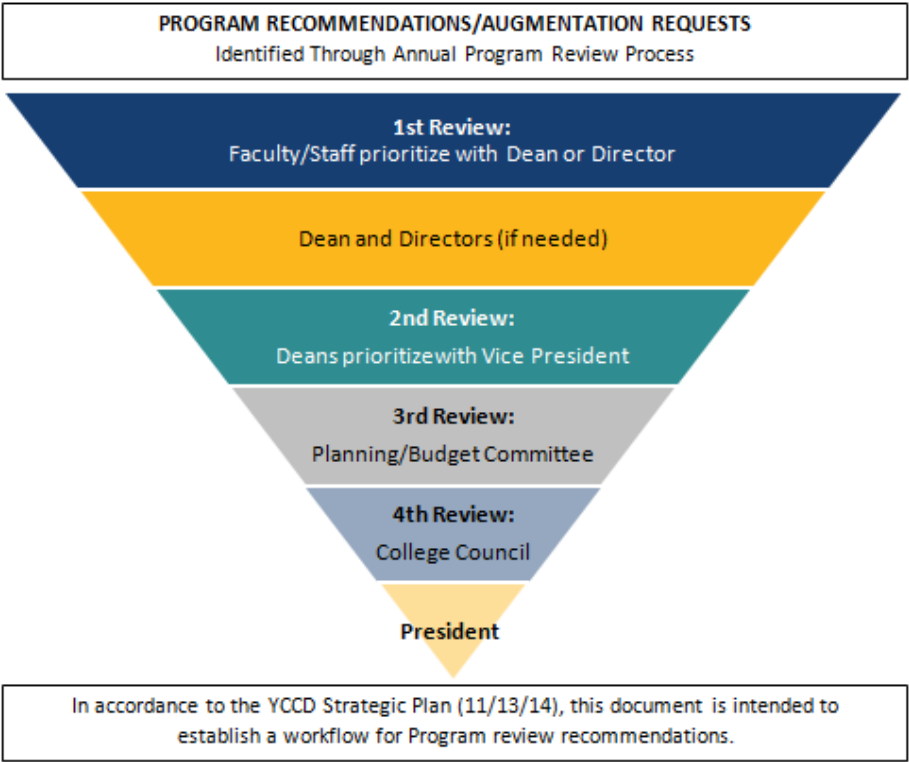 PROGRAM RECOMMENDATIONS/AUGMENTATION REQUESTS
Identified Through Annual Program Review Process
1st Review:
Faculty/Staff prioritize with Dean or Director
Dean and Directors (if needed)
2nd Review:
Deans prioritize with Vice President
3rd Review:
Planning/Budget Committee
4th Review:
College Council
President
In accordance to the YCCD Strategic Plan (11/13/14), this document is intended to
establish a workflow for Program review recommendations.